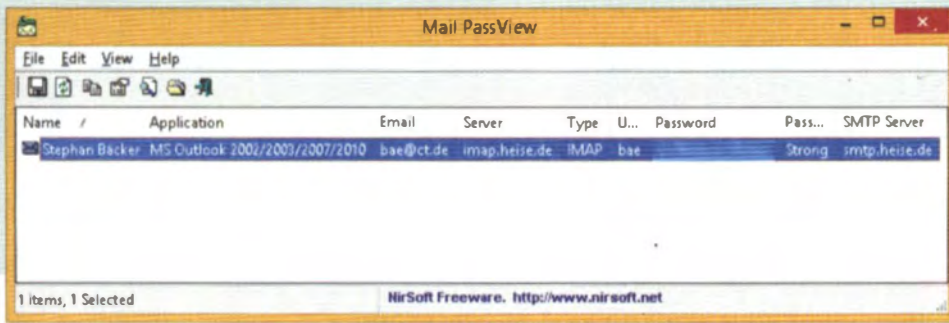 Mail PassView
File Edit View Help
Name / Application Email Server Type U... Password Pass... SMTP Server
Stephan Bäcker MS Outlook 2002/2003/2007/2010 bae@ct.de imap.heise.de IMAP bae Strong smtp.heise.de
1 items, 1 Selected NirSoft Freeware. http://www.nirsoft.net